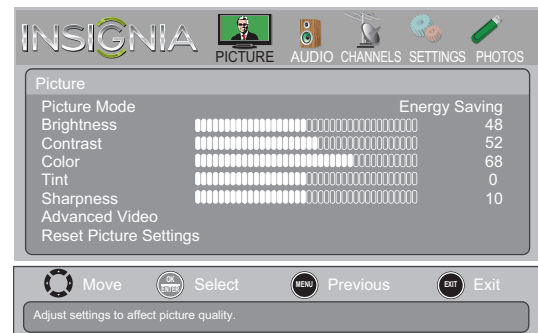 INSIGNIA
PICTURE AUDIO CHANNELS SETTINGS PHOTOS
Picture
Picture Mode Energy Saving
Brightness 48
Contrast 52
Color 68
Tint 0
Sharpness 10
Advanced Video
Reset Picture Settings
Move OK ENTER Select MENU Previous EXIT Exit
Adjust settings to affect picture quality.